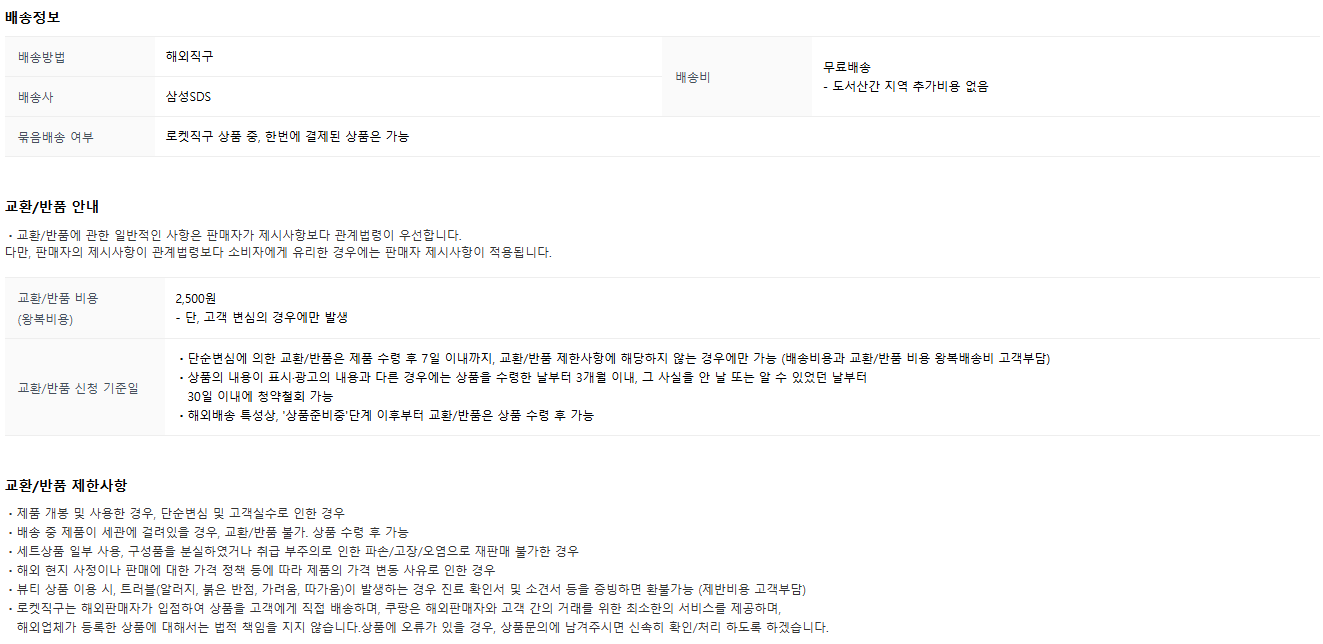 배송정보
배송방법
해외직구
배송비
무료배송
- 도서산간 지역 추가비용 없음
배송사
삼성SDS
묶음배송 여부
로켓직구 상품 중, 한번에 결제된 상품은 가능
교환/반품 안내
・교환/반품에 관한 일반적인 사항은 판매자가 제시사항보다 관계법령이 우선합니다.
다만, 판매자의 제시사항이 관계법령보다 소비자에게 유리한 경우에는 판매자 제시사항이 적용됩니다.
교환/반품 비용
(왕복비용)
2,500원
- 단, 고객 변심의 경우에만 발생
교환/반품 신청 기준일
・단순변심에 의한 교환/반품은 제품 수령 후 7일 이내까지, 교환/반품 제한사항에 해당하지 않는 경우에만 가능 (배송비용과 교환/반품 비용 왕복배송비 고객부담)
・상품의 내용이 표시·광고의 내용과 다른 경우에는 상품을 수령한 날부터 3개월 이내, 그 사실을 안 날 또는 알 수 있었던 날부터
30일 이내에 청약철회 가능
・해외배송 특성상, '상품준비중'단계 이후부터 교환/반품은 상품 수령 후 가능
교환/반품 제한사항
・제품 개봉 및 사용한 경우, 단순변심 및 고객실수로 인한 경우
・배송 중 제품이 세관에 걸려있을 경우, 교환/반품 불가. 상품 수령 후 가능
・세트상품 일부 사용, 구성품을 분실하였거나 취급 부주의로 인한 파손/고장/오염으로 재판매 불가한 경우
・해외 현지 사정이나 판매에 대한 가격 정책 등에 따라 제품의 가격 변동 사유로 인한 경우
・뷰티 상품 이용 시, 트러블(알러지, 붉은 반점, 가려움, 따가움)이 발생하는 경우 진료 확인서 및 소견서 등을 증빙하면 환불가능 (제반비용 고객부담)
・로켓직구는 해외판매자가 입점하여 상품을 고객에게 직접 배송하며, 쿠팡은 해외판매자와 고객 간의 거래를 위한 최소한의 서비스를 제공하며,
해외업체가 등록한 상품에 대해서는 법적 책임을 지지 않습니다.상품에 오류가 있을 경우, 상품문의에 남겨주시면 신속히 확인/처리 하도록 하겠습니다.